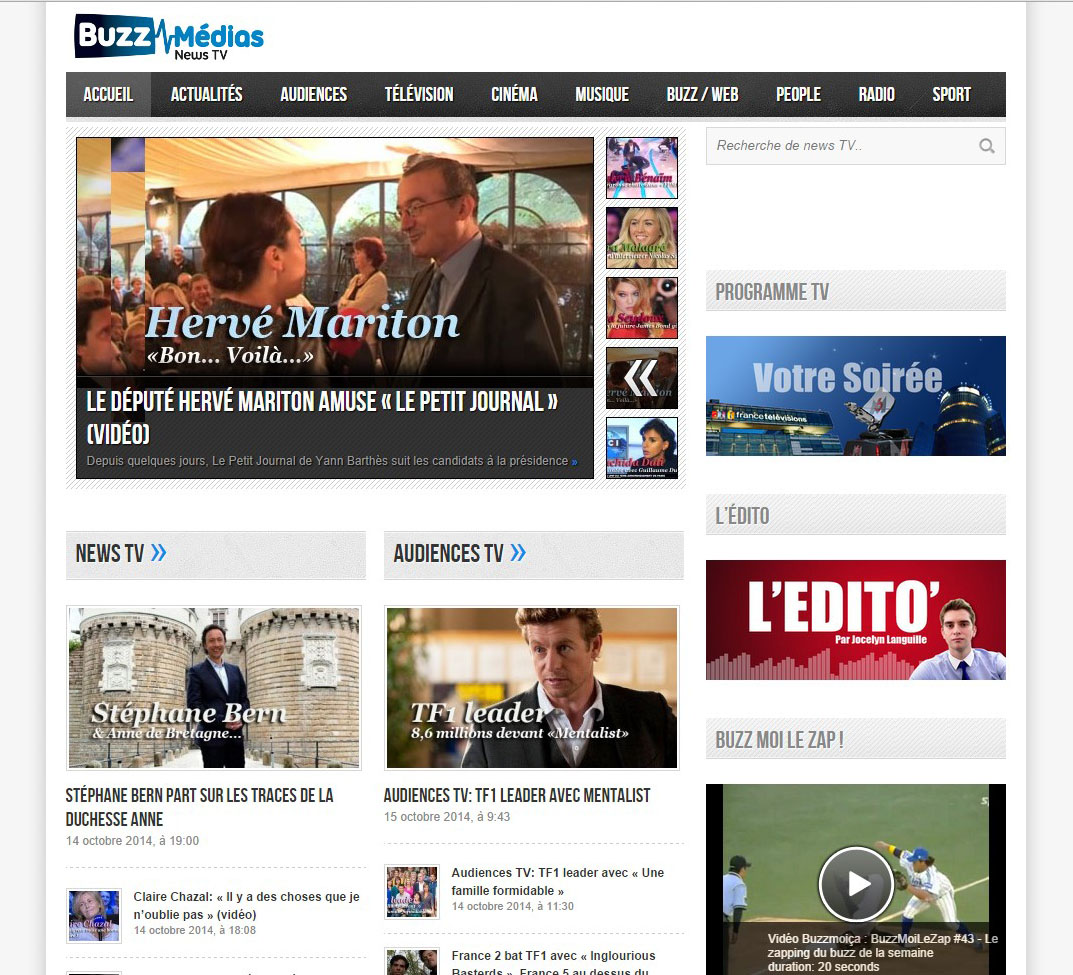 Buzz Médias
News TV
ACCUEIL ACTUALITÉS AUDIENCES TÉLÉVISION CINÉMA MUSIQUE BUZZ / WEB PEOPLE RADIO SPORT
Recherche de news TV..
Hervé Mariton
«Bon... Voilà...»
LE DÉPUTÉ HERVÉ MARITON AMUSE « LE PETIT JOURNAL »
(VIDÉO)
Depuis quelques jours, Le Petit Journal de Yann Barthès suit les candidats à la présidence »
Bénaïm
PROGRAMME TV
Votre Soirée
francetélévisions
L'ÉDITO
L'EDITO'
Par Jocelyn Languille
BUZZ MOI LE ZAP !
Vidéo Buzzmoiça : BuzzMoiLeZap #43 - Le
zapping du buzz de la semaine
duration: 20 seconds
NEWS TV »
Stéphane Bern
& Anne de Bretagne...
STÉPHANE BERN PART SUR LES TRACES DE LA
DUCHESSE ANNE
14 octobre 2014, à 19:00
Claire Chazal: « Il y a des choses que je
n'oublie pas » (vidéo)
14 octobre 2014, à 18:08
AUDIENCES TV »
TF1 leader
8,6 millions devant «Mentalist»
AUDIENCES TV: TF1 LEADER AVEC MENTALIST
15 octobre 2014, à 9:43
Audiences TV: TF1 leader avec « Une
famille formidable »
14 octobre 2014, à 11:30
France 2 bat TF1 avec « Inglourious
Basterds », France 5 au dessus du